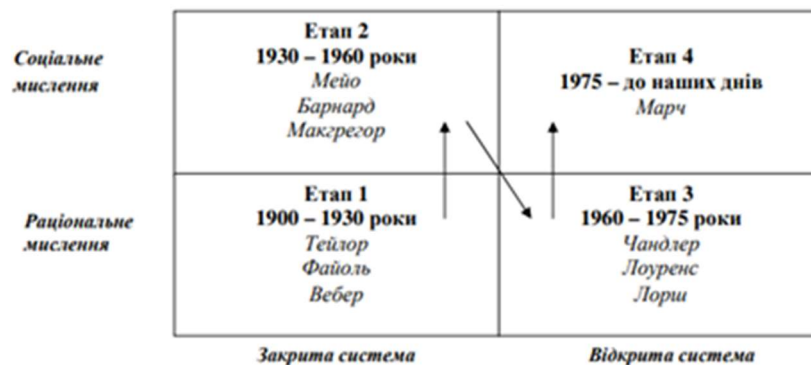 Соціальне
мислення
Етап 2
1930 – 1960 роки
Мейо
Барнард
Макгрегор
Етап 4
1975 – до наших днів
Марч
Раціональне
мислення
Етап 1
1900 – 1930 роки
Тейлор
Файоль
Вебер
Етап 3
1960 – 1975 роки
Чандлер
Лоуренс
Лорш
Закрита система
Відкрита система